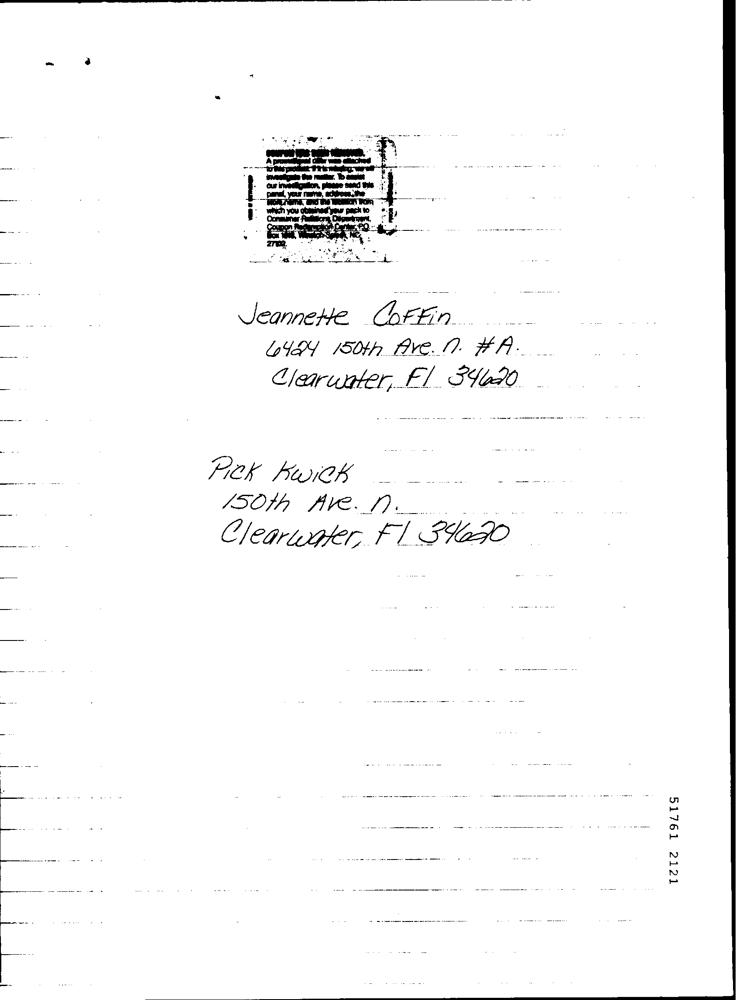 A promotional offer was attached
to this product. If it is missing, we will
investigate the matter. To assist
our investigation, please send this
panel, your name, address, the
store name, and the location from
which you obtained your pack to
Consumer Relations Department,
Coupon Redemption Center, P.O.
Box Winston-Salem, NC
27102.
Jeannette Coffin
6424 150th Ave. N. #A.
Clearwater, Fl 34620
Pick Kwick
150th Ave. N.
Clearwater, Fl 34620
51761 2121